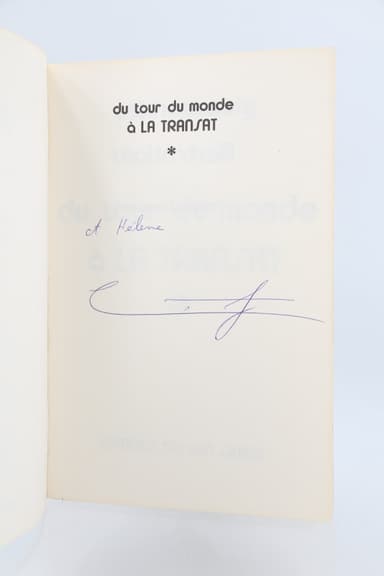 du tour du monde
à LA TRANSAT
*
A Hélène